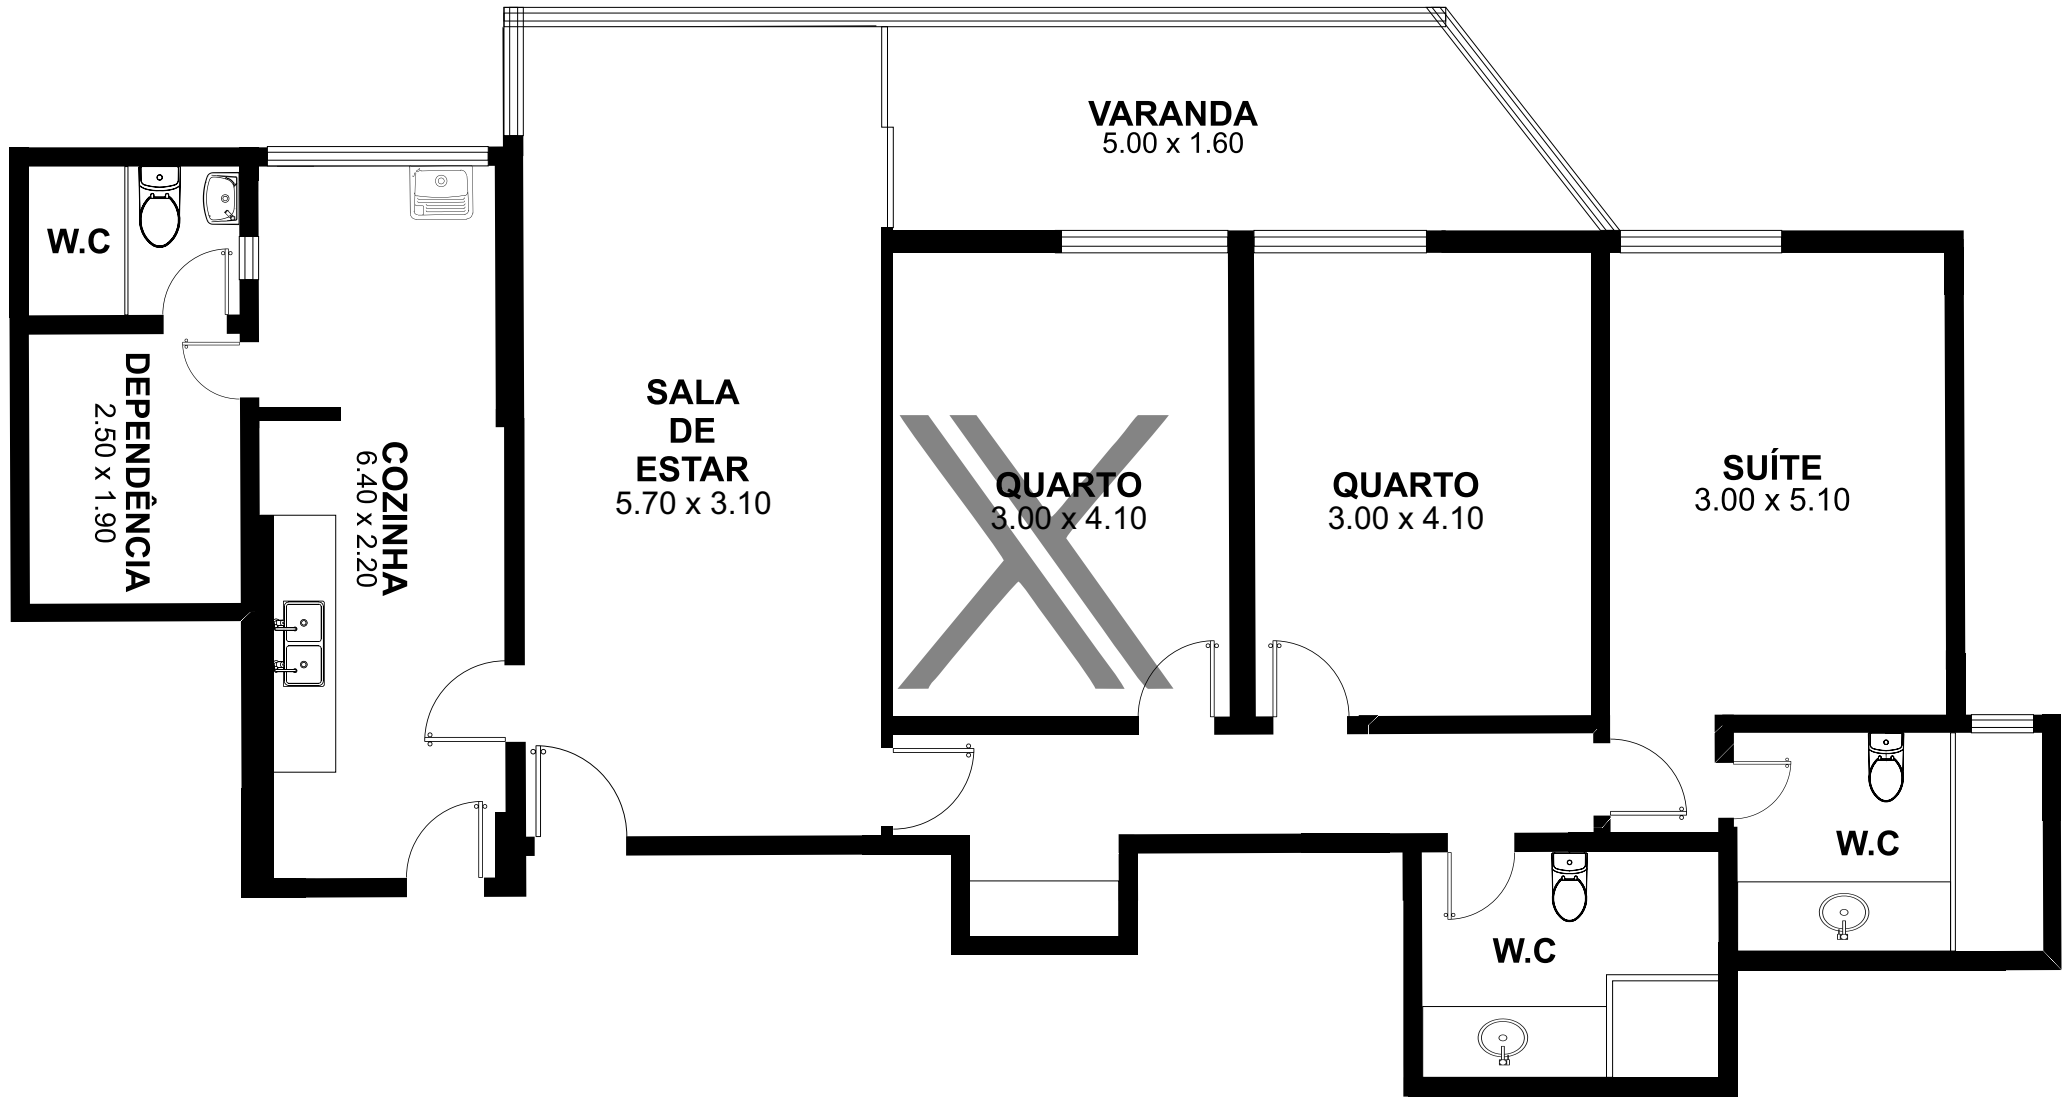 VARANDA
5.00 x 1.60
W.C
DEPENDÊNCIA
2.50 x 1.90
COZINHA
6.40 x 2.20
SALA
DE
ESTAR
5.70 x 3.10
QUARTO
3.00 x 4.10
QUARTO
3.00 x 4.10
SUÍTE
3.00 x 5.10
W.C
W.C